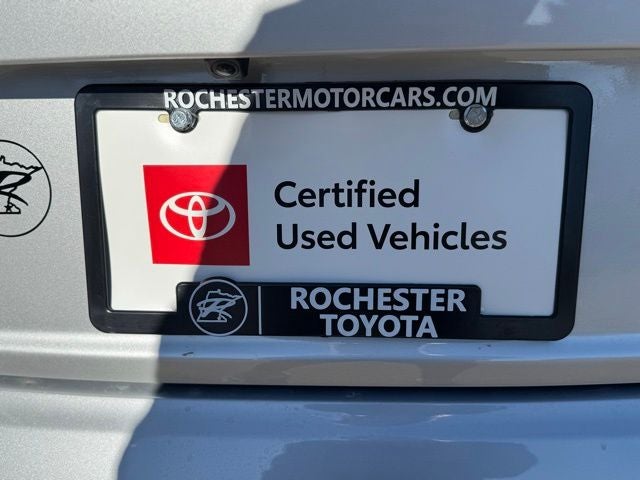 ROCHESTERMOTORCARS.COM
Certified
Used Vehicles
ROCHESTER
TOYOTA